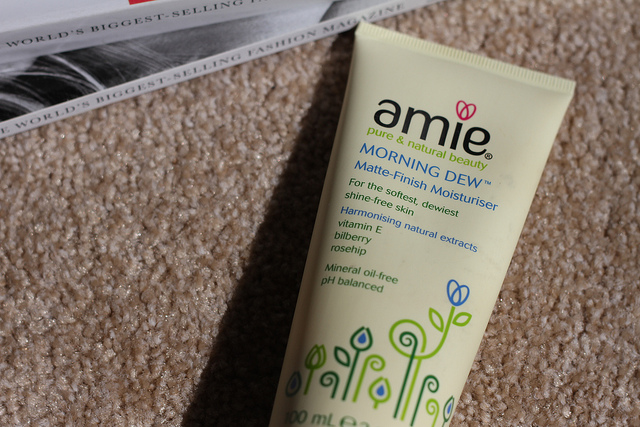 WORLD'S BIGGEST-SELLING
WORLD'S BIGGEST-SELLING FASHION MAGAZINE
amie®
pure & natural beauty
MORNING DEW™
Matte-Finish Moisturiser
For the softest, dewiest
shine-free skin
Harmonising natural extracts
vitamin E
bilberry
rosehip
Mineral oil-free
pH balanced
100 mL e